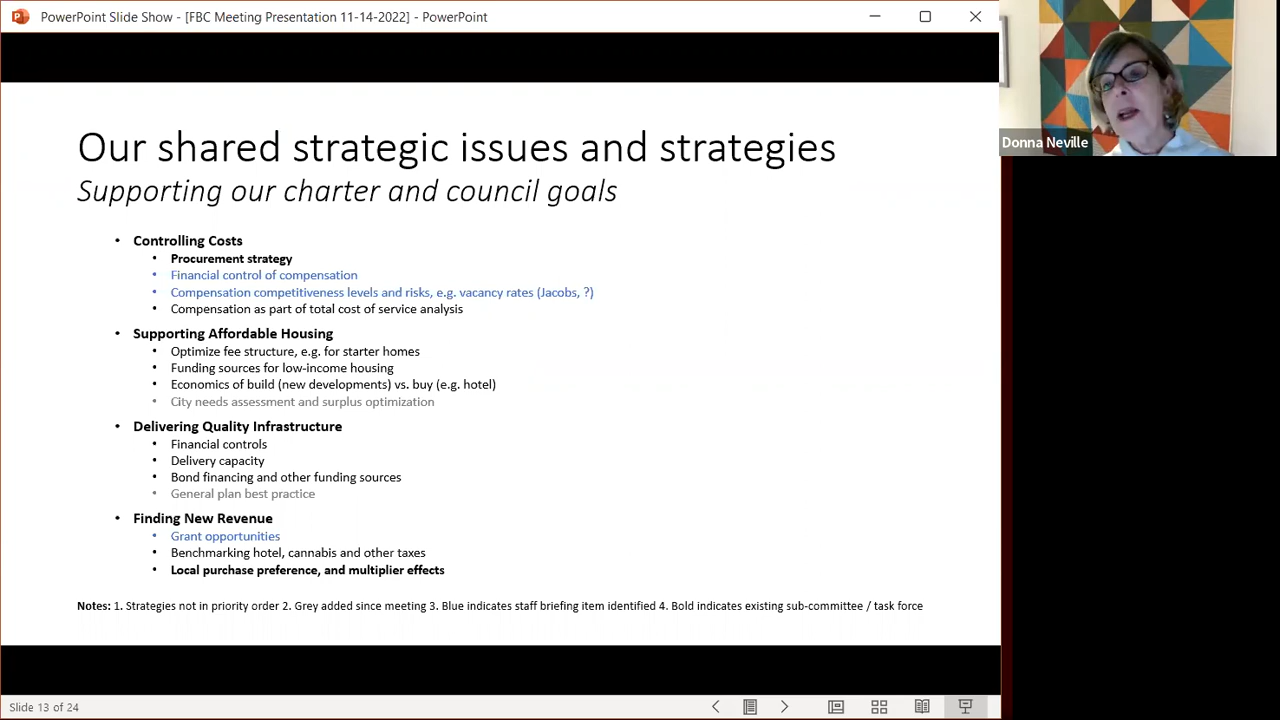 PowerPoint Slide Show - [FBC Meeting Presentation 11-14-2022] - PowerPoint
Donna Neville
Our shared strategic issues and strategies
Supporting our charter and council goals
• Controlling Costs
• Procurement strategy
• Financial control of compensation
• Compensation competitiveness levels and risks, e.g. vacancy rates (Jacobs, ?)
• Compensation as part of total cost of service analysis
• Supporting Affordable Housing
• Optimize fee structure, e.g. for starter homes
• Funding sources for low-income housing
• Economics of build (new developments) vs. buy (e.g. hotel)
• City needs assessment and surplus optimization
• Delivering Quality Infrastructure
• Financial controls
• Delivery capacity
• Bond financing and other funding sources
• General plan best practice
• Finding New Revenue
• Grant opportunities
• Benchmarking hotel, cannabis and other taxes
• Local purchase preference, and multiplier effects
Notes: 1. Strategies not in priority order 2. Grey added since meeting 3. Blue indicates staff briefing item identified 4. Bold indicates existing sub-committee / task force
Slide 13 of 24